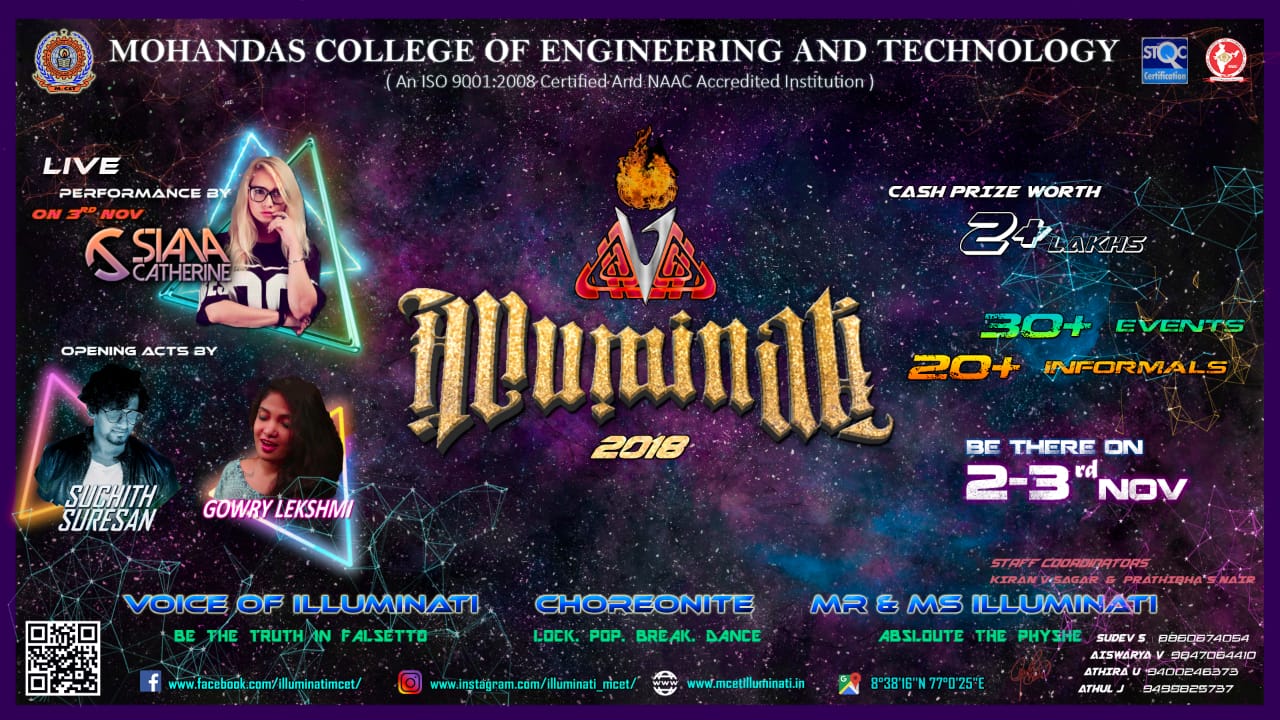 MOHANDAS COLLEGE OF ENGINEERING AND TECHNOLOGY
( An ISO 9001:2008 Certified And NAAC Accredited Institution )
STQC
Certification
LIVE
PERFORMANCE BY
ON 3RD NOV
SIANA
CATHERINE
OPENING ACTS BY
SUCHITH
SURESAN
GOWRY LEKSHMI
Illuminati
2018
CASH PRIZE WORTH
2+ LAKHS
30+ EVENTS
20+ INFORMALS
BE THERE ON
2-3rd NOV
STAFF COORDINATORS
KIRAN V SAGAR & PRATHIBHA S NAIR
VOICE OF ILLUMINATI
BE THE TRUTH IN FALSETTO
CHOREONITE
LOCK. POP. BREAK. DANCE
MR & MS ILLUMINATI
ABSLOUTE THE PHYSHE
SUDEV S 8860674054
AISWARYA V 9847064410
ATHIRA U 9400246373
ATHUL J 9495825737
www.facebook.com/illuminatimcet/
www.instagram.com/illuminati_mcet/
www.mcetilluminati.in
8°38'16"N 77°0'25"E